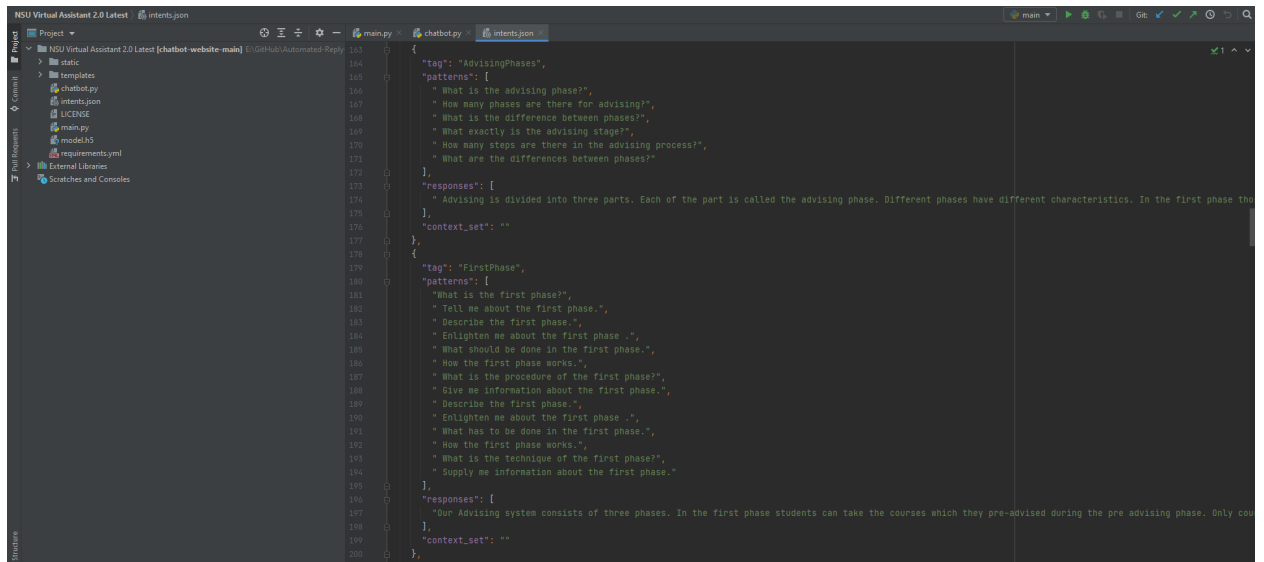 NSU Virtual Assistant 2.0 Latest intents.json main Git:
Project
main.py chatbot.py intents.json
NSU Virtual Assistant 2.0 Latest [chatbot-website-main] E:\GitHub\Automated-Reply
static
templates
chatbot.py
intents.json
LICENSE
main.py
model.h5
requirements.yml
External Libraries
Scratches and Consoles
Project
Commit
Pull Requests
Structure
1
163 {
164 "tag": "AdvisingPhases",
165 "patterns": [
166 " What is the advising phase?",
167 " How many phases are there for advising?",
168 " What is the difference between phases?",
169 " What exactly is the advising stage?",
170 " How many steps are there in the advising process?",
171 " What are the differences between phases?"
172 ],
173 "responses": [
174 " Advising is divided into three parts. Each of the part is called the advising phase. Different phases have different characteristics. In the first phase tho
175 ],
176 "context_set": ""
177 },
178 {
179 "tag": "FirstPhase",
180 "patterns": [
181 "What is the first phase?",
182 " Tell me about the first phase.",
183 " Describe the first phase.",
184 " Enlighten me about the first phase .",
185 " What should be done in the first phase.",
186 " How the first phase works.",
187 " What is the procedure of the first phase?",
188 " Give me information about the first phase.",
189 " Describe the first phase.",
190 " Enlighten me about the first phase .",
191 " What has to be done in the first phase.",
192 " How the first phase works.",
193 " What is the technique of the first phase?",
194 " Supply me information about the first phase."
195 ],
196 "responses": [
197 "Our Advising system consists of three phases. In the first phase students can take the courses which they pre-advised during the pre advising phase. Only cou
198 ],
199 "context_set": ""
200 },